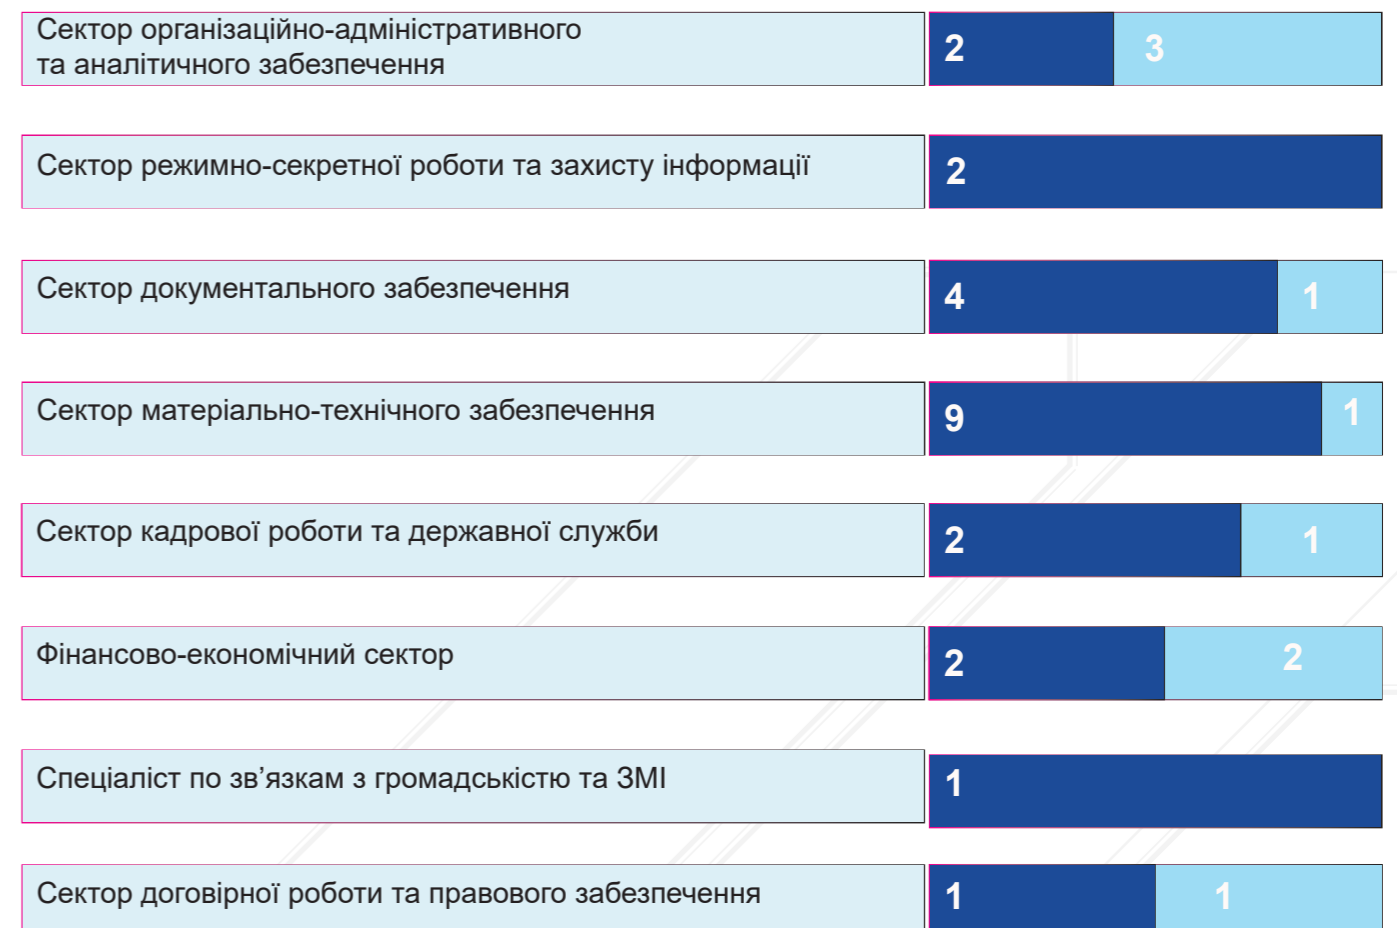 Сектор організаційно-адміністративного
та аналітичного забезпечення
2 3
Сектор режимно-секретної роботи та захисту інформації
2
Сектор документального забезпечення
4 1
Сектор матеріально-технічного забезпечення
9 1
Сектор кадрової роботи та державної служби
2 1
Фінансово-економічний сектор
2 2
Спеціаліст по зв’язкам з громадськістю та ЗМІ
1
Сектор договірної роботи та правового забезпечення
1 1